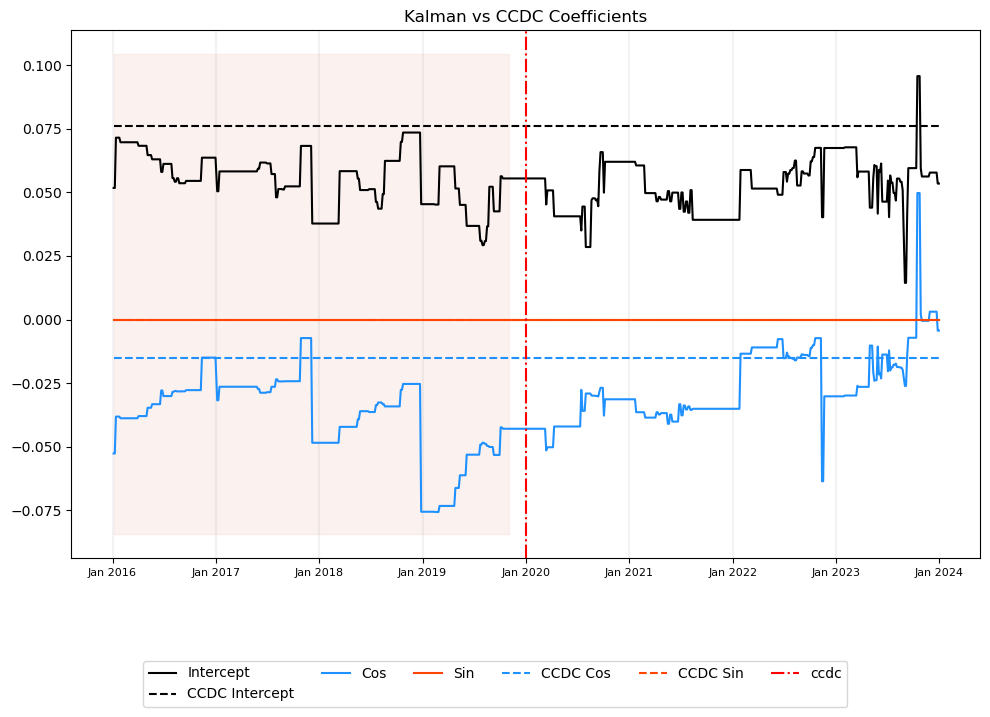 Kalman vs CCDC Coefficients
0.100
0.075
0.050
0.025
0.000
−0.025
−0.050
−0.075
Jan 2016 Jan 2017 Jan 2018 Jan 2019 Jan 2020 Jan 2021 Jan 2022 Jan 2023 Jan 2024
Intercept Cos Sin CCDC Cos CCDC Sin ccdc
CCDC Intercept